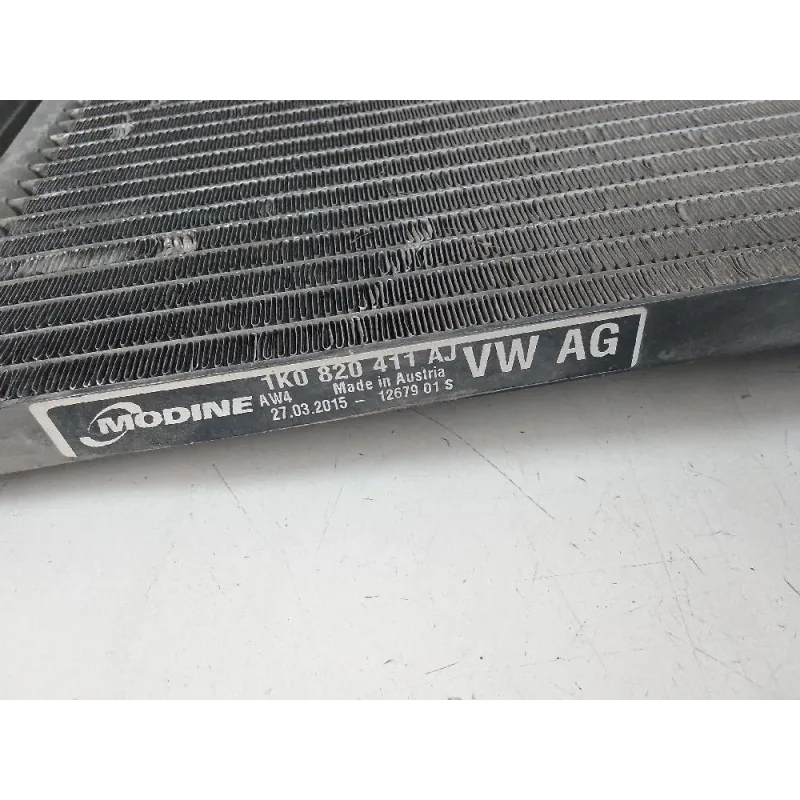 MODINE
1K0 820 411 AJ
AW4 Made in Austria
27.03.2015 - 12679 01 S
VW AG